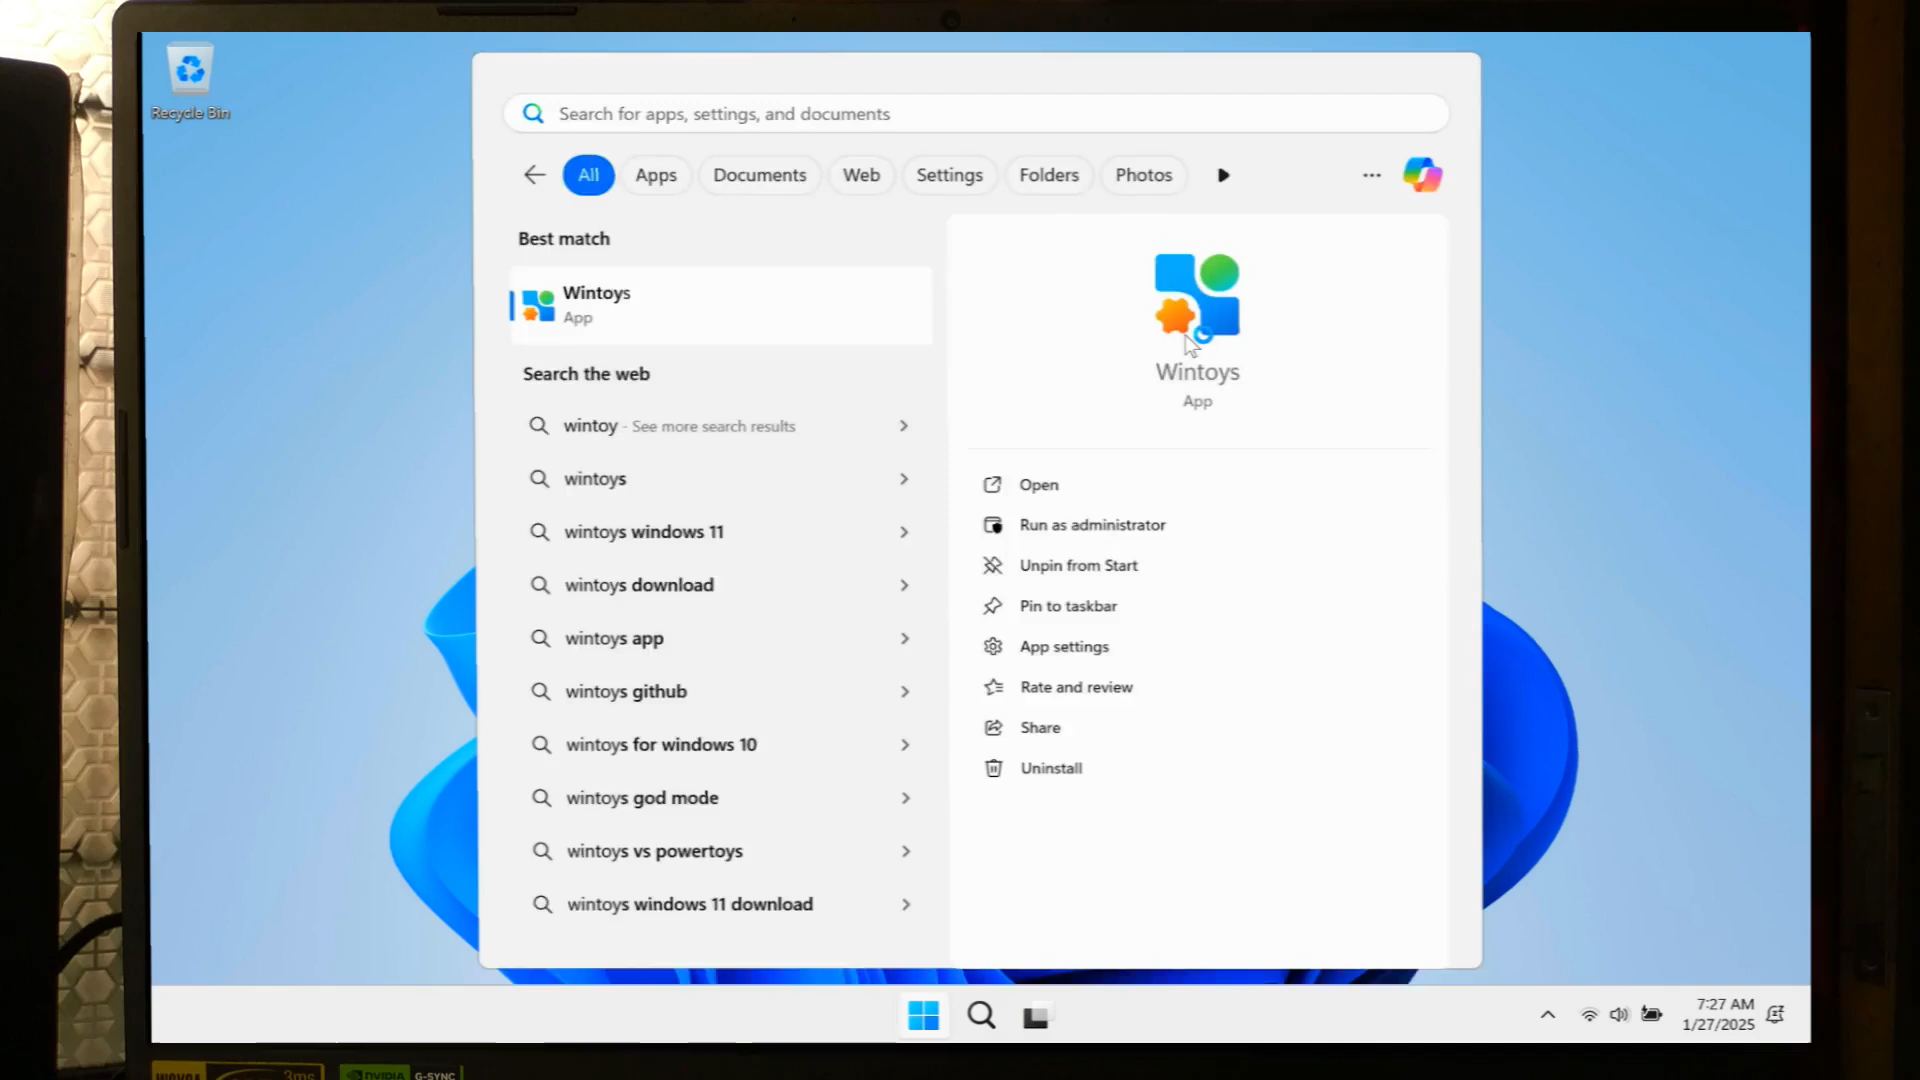 Recycle Bin
Search for apps, settings, and documents
All
Apps
Documents
Web
Settings
Folders
Photos
Best match
Wintoys
App
Search the web
wintoy - See more search results
wintoys
wintoys windows 11
wintoys download
wintoys app
wintoys github
wintoys for windows 10
wintoys god mode
wintoys vs powertoys
wintoys windows 11 download
Wintoys
App
Open
Run as administrator
Unpin from Start
Pin to taskbar
App settings
Rate and review
Share
Uninstall
7:27 AM
1/27/2025
3ms
NVIDIA
G-SYNC